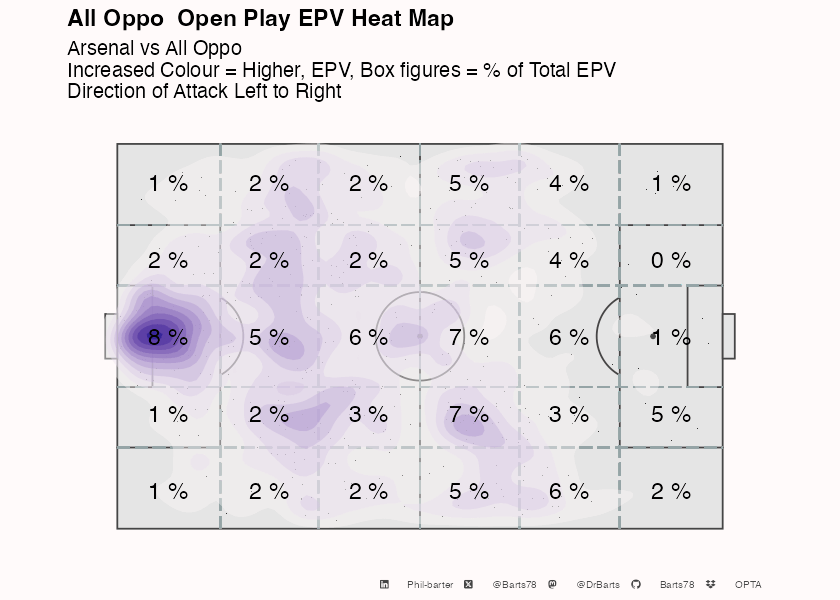 All Oppo  Open Play EPV Heat Map
Arsenal vs All Oppo
Increased Colour = Higher, EPV, Box figures = % of Total EPV
Direction of Attack Left to Right
1 % 2 % 2 % 5 % 4 % 1 %
2 % 2 % 2 % 5 % 4 % 0 %
8 % 5 % 6 % 7 % 6 % 1 %
1 % 2 % 3 % 7 % 3 % 5 %
1 % 2 % 2 % 5 % 6 % 2 %
Phil-barter @Barts78 @DrBarts Barts78 OPTA